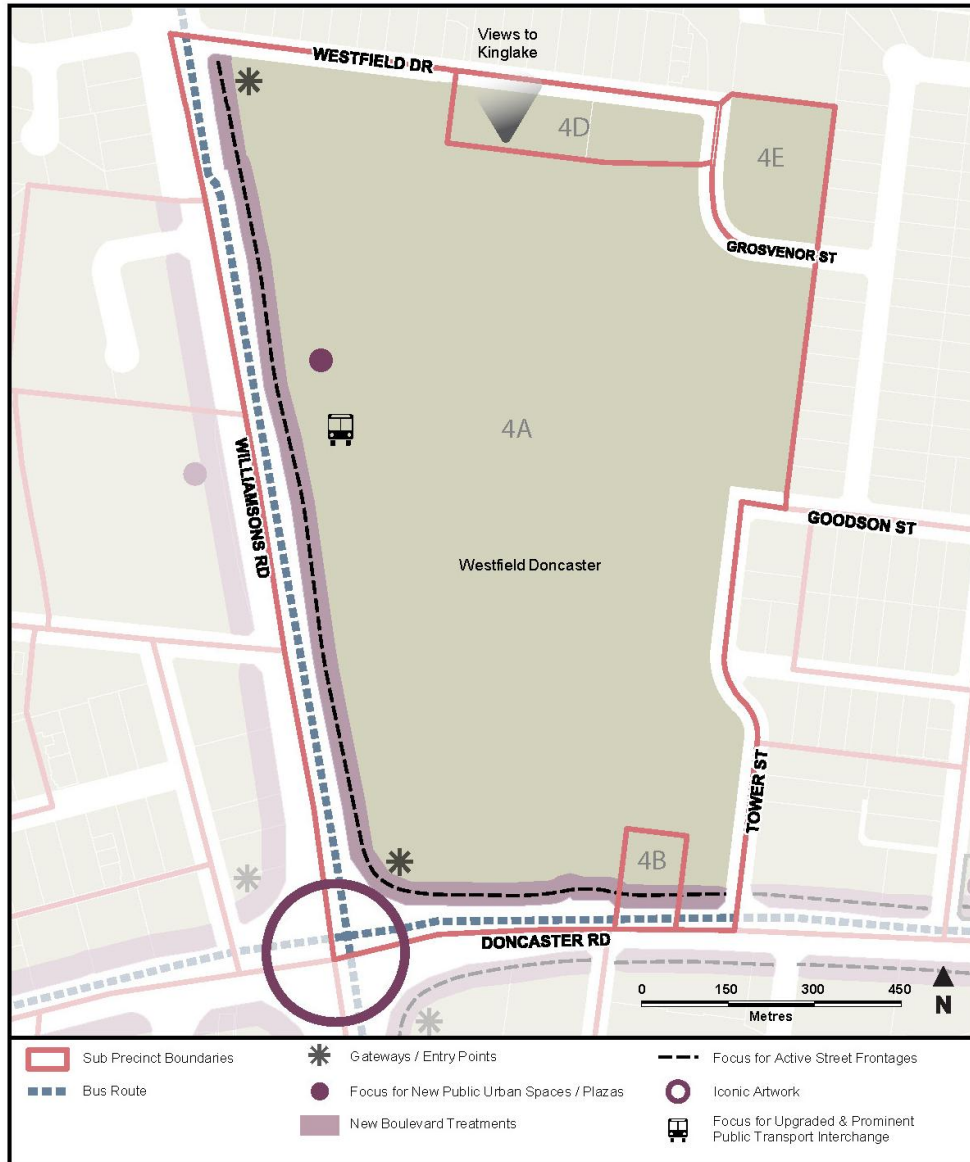 Views to
Kinglake
WESTFIELD DR
4D
4E
GROSVENOR ST
4A
WILLIAMSONS RD
GOODSON ST
Westfield Doncaster
TOWER ST
4B
DONCASTER RD
0 150 300 450
Metres
N
Sub Precinct Boundaries
Bus Route
Gateways / Entry Points
Focus for New Public Urban Spaces / Plazas
New Boulevard Treatments
Focus for Active Street Frontages
Iconic Artwork
Focus for Upgraded & Prominent
Public Transport Interchange